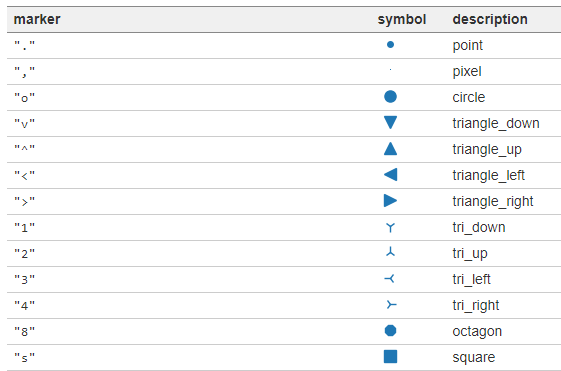 marker symbol description
"." point
"," pixel
"o" circle
"v" triangle_down
"^" triangle_up
"<" triangle_left
">" triangle_right
"1" tri_down
"2" tri_up
"3" tri_left
"4" tri_right
"8" octagon
"s" square